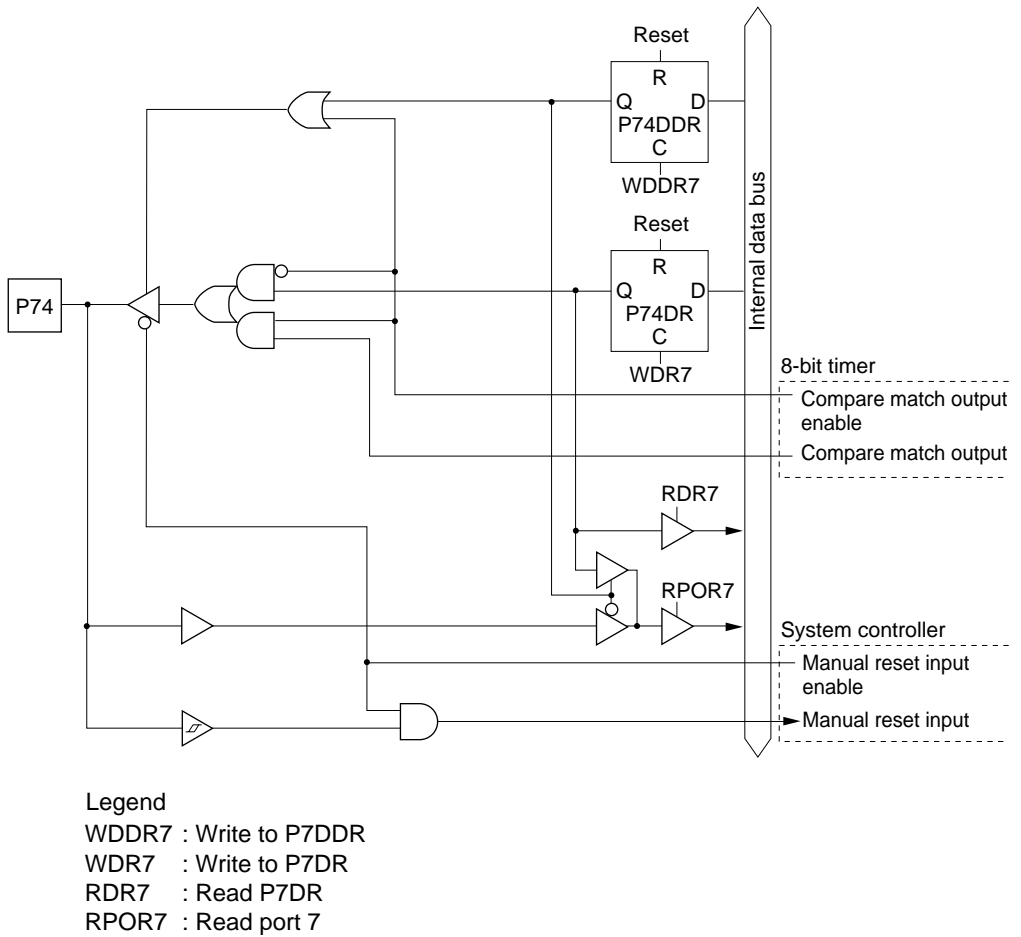 Reset
R
Q D
P74DDR
C
WDDR7
Reset
R
Q D
P74DR
C
WDR7
Internal data bus
P74
8-bit timer
Compare match output
enable
Compare match output
RDR7
RPOR7
System controller
Manual reset input
enable
Manual reset input
Legend
WDDR7 : Write to P7DDR
WDR7 : Write to P7DR
RDR7 : Read P7DR
RPOR7 : Read port 7